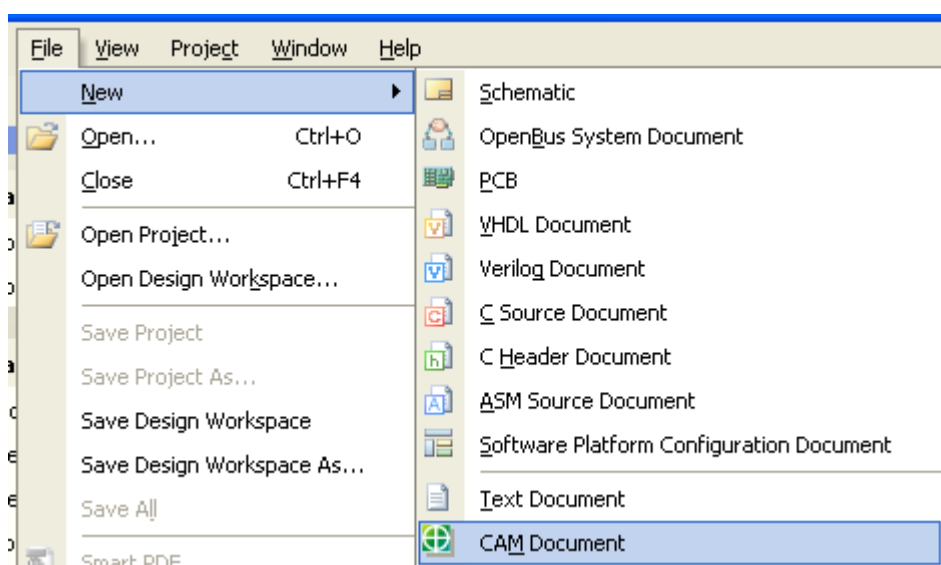 File View Project Window Help
New
Open... Ctrl+O
Close Ctrl+F4
Open Project...
Open Design Workspace...
Save Project
Save Project As...
Save Design Workspace
Save Design Workspace As...
Save All
Smart PDF
Schematic
OpenBus System Document
PCB
VHDL Document
Verilog Document
C Source Document
C Header Document
ASM Source Document
Software Platform Configuration Document
Text Document
CAM Document